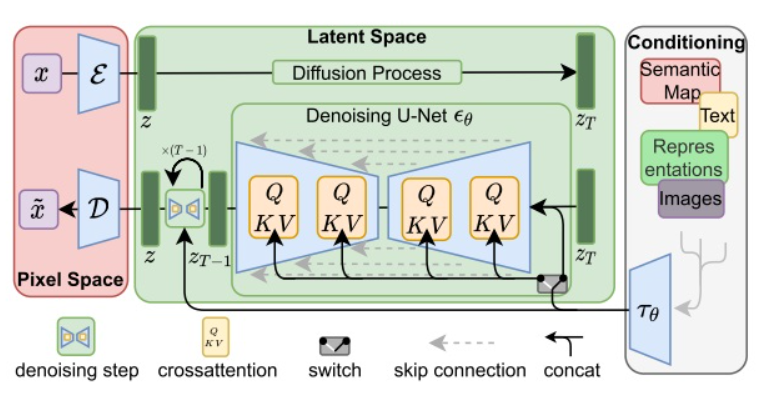 Latent Space
Conditioning
x
ℰ
Diffusion Process
z
z_T
Semantic
Map
Text
Repres
entations
Images
Denoising U-Net ϵ_θ
×(T−1)
Q
KV
Q
KV
Q
KV
Q
KV
x̃
𝒟
z
z_{T−1}
z_T
τ_θ
Pixel Space
Q
KV
denoising step
crossattention
switch
skip connection
concat